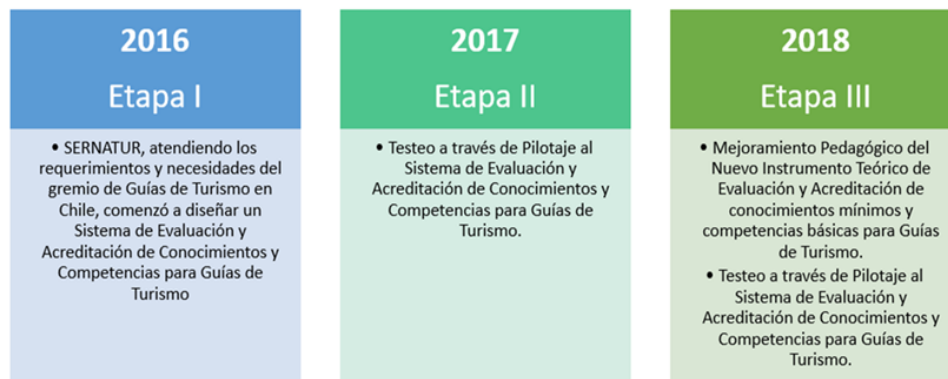 2016
Etapa I
• SERNATUR, atendiendo los
requerimientos y necesidades del
gremio de Guías de Turismo en
Chile, comenzó a diseñar un
Sistema de Evaluación y
Acreditación de Conocimientos y
Competencias para Guías de
Turismo
2017
Etapa II
• Testeo a través de Pilotaje al
Sistema de Evaluación y
Acreditación de Conocimientos y
Competencias para Guías de
Turismo.
2018
Etapa III
• Mejoramiento Pedagógico del
Nuevo Instrumento Teórico de
Evaluación y Acreditación de
conocimientos mínimos y
competencias básicas para Guías
de Turismo.
• Testeo a través de Pilotaje al
Sistema de Evaluación y
Acreditación de Conocimientos y
Competencias para Guías de
Turismo.